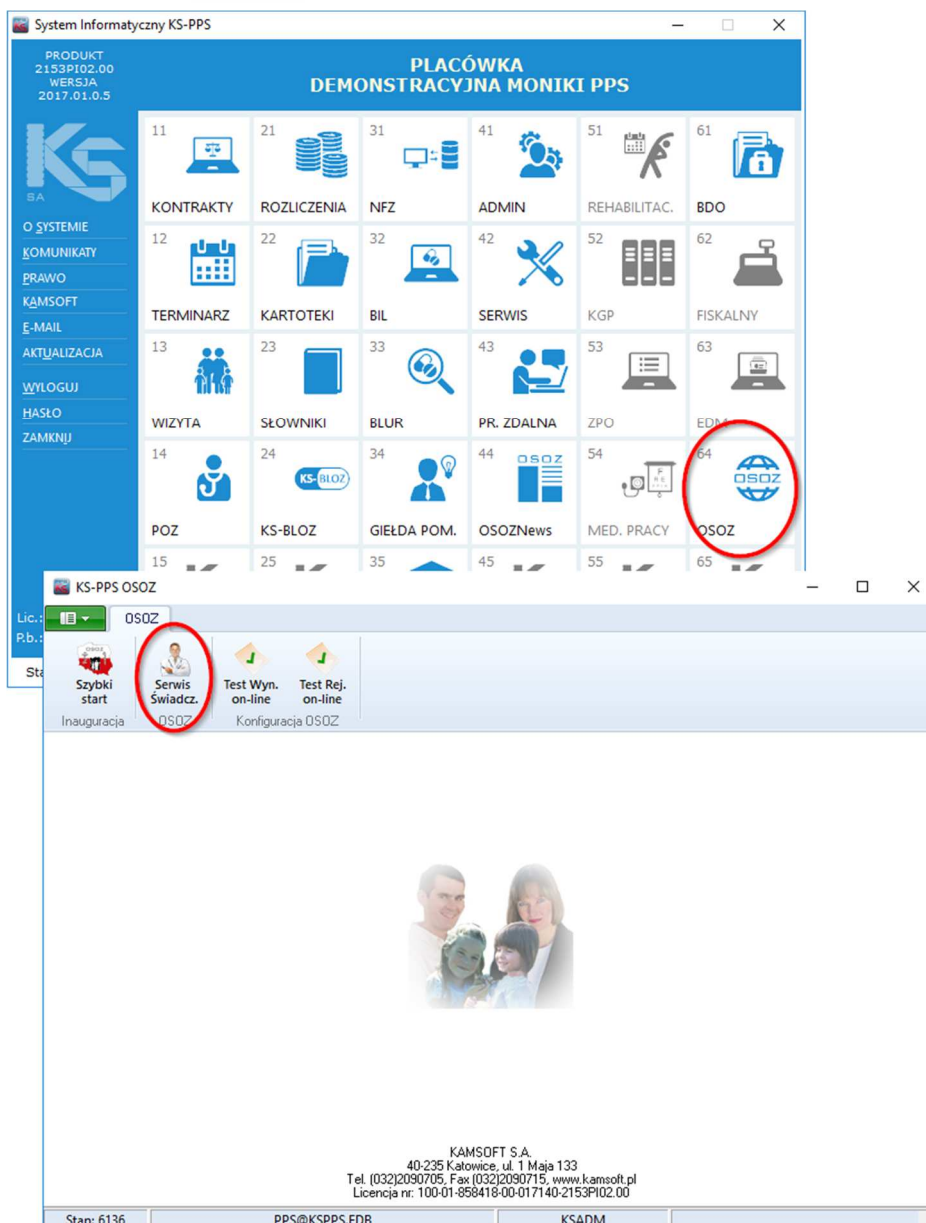 System Informatyczny KS-PPS
PRODUKT
2153PI02.00
WERSJA
2017.01.0.5
PLACÓWKA
DEMONSTRACYJNA MONIKI PPS
KS
SA
O SYSTEMIE
KOMUNIKATY
PRAWO
KAMSOFT
E-MAIL
AKTUALIZACJA
WYLOGUJ
HASŁO
ZAMKNIJ
11 21 31 41 51 61
KONTRAKTY ROZLICZENIA NFZ ADMIN REHABILITAC. BDO
12 22 32 42 52 62
TERMINARZ KARTOTEKI BIL SERWIS KGP FISKALNY
13 23 33 43 53 63
WIZYTA SŁOWNIKI BLUR PR. ZDALNA ZPO EDM
14 24 34 44 54 64
KS-BLOZ OSOZ OSOZ
POZ KS-BLOZ GIEŁDA POM. OSOZNews MED. PRACY OSOZ
15 25 35 45 55 65
Lic.:
P.b.:
Sta
KS-PPS OSOZ
OSOZ
OSOZ
Szybki start
Serwis Świadcz.
Test Wyn. on-line
Test Rej. on-line
Inauguracja OSOZ Konfiguracja OSOZ
KAMSOFT S.A.
40-235 Katowice, ul. 1 Maja 133
Tel. (032)2090705, Fax (032)2090715, www.kamsoft.pl
Licencja nr: 100-01-858418-00-017140-2153PI02.00
Stan: 6136 PPS@KSPPS.FDB KSADM